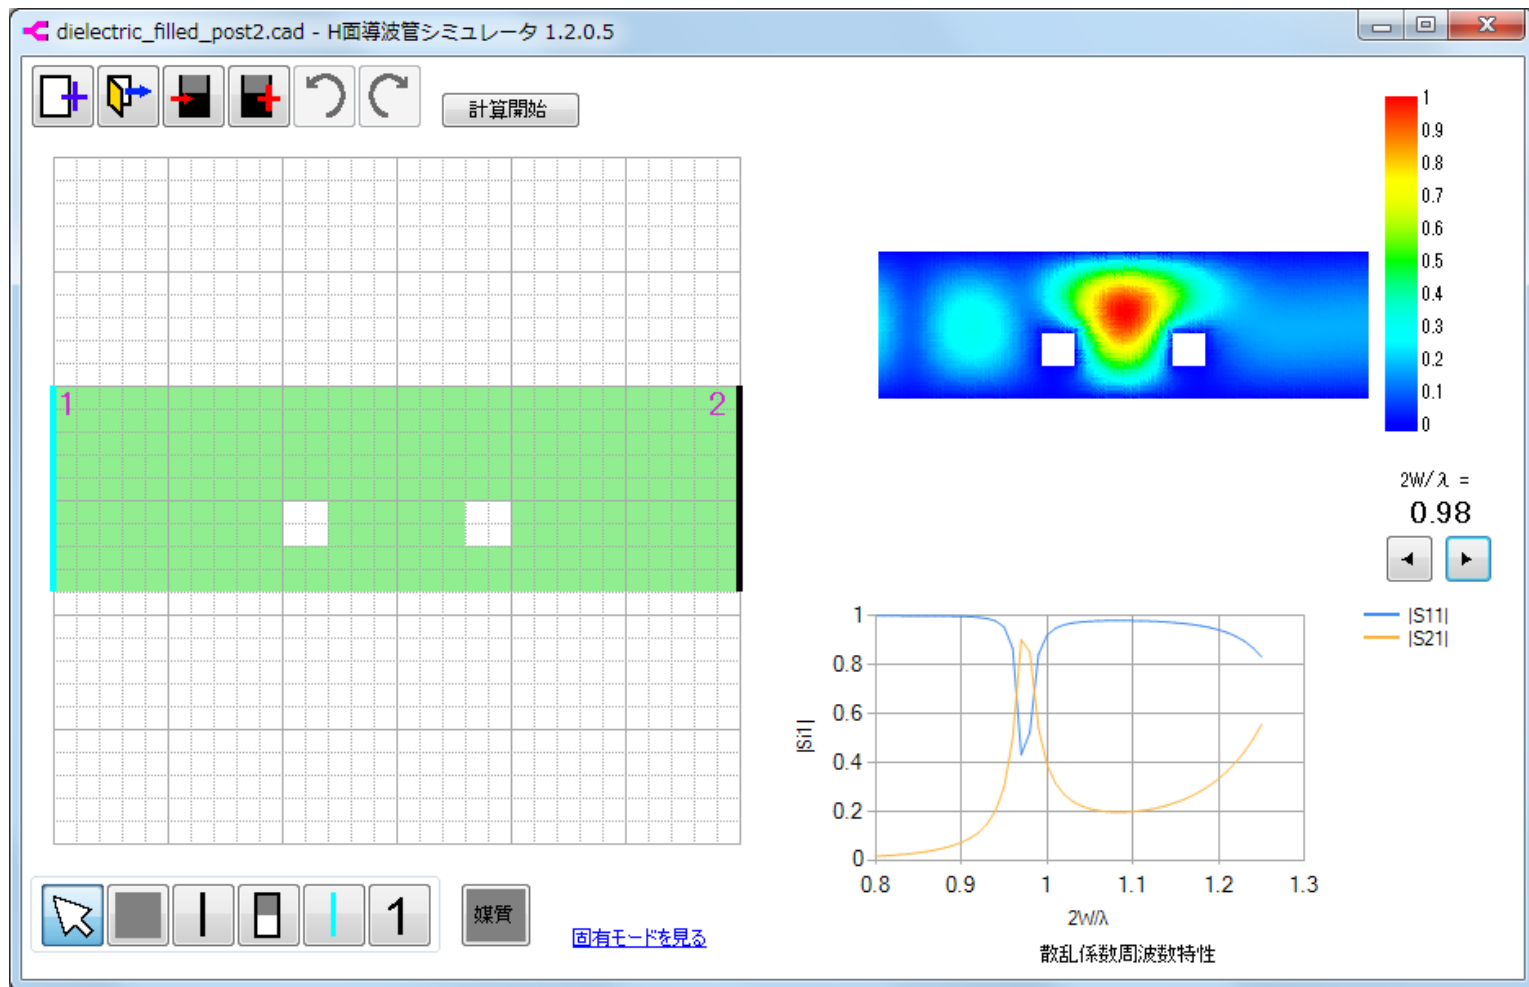 dielectric_filled_post2.cad - H面導波管シミュレータ 1.2.0.5
計算開始
1
2
1
0.9
0.8
0.7
0.6
0.5
0.4
0.3
0.2
0.1
0
2W/λ =
0.98
|S11|
|S21|
1
0.8
0.6
0.4
0.2
0
|Si1|
0.8 0.9 1 1.1 1.2 1.3
2W/λ
散乱係数周波数特性
1
媒質
固有モードを見る